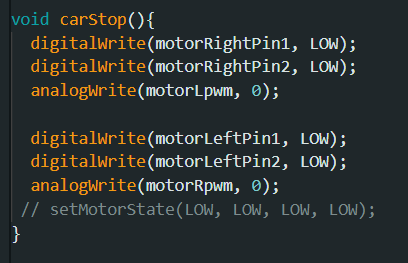 void carStop(){
  digitalWrite(motorRightPin1, LOW);
  digitalWrite(motorRightPin2, LOW);
  analogWrite(motorLpwm, 0);

  digitalWrite(motorLeftPin1, LOW);
  digitalWrite(motorLeftPin2, LOW);
  analogWrite(motorRpwm, 0);
 // setMotorState(LOW, LOW, LOW, LOW);
}